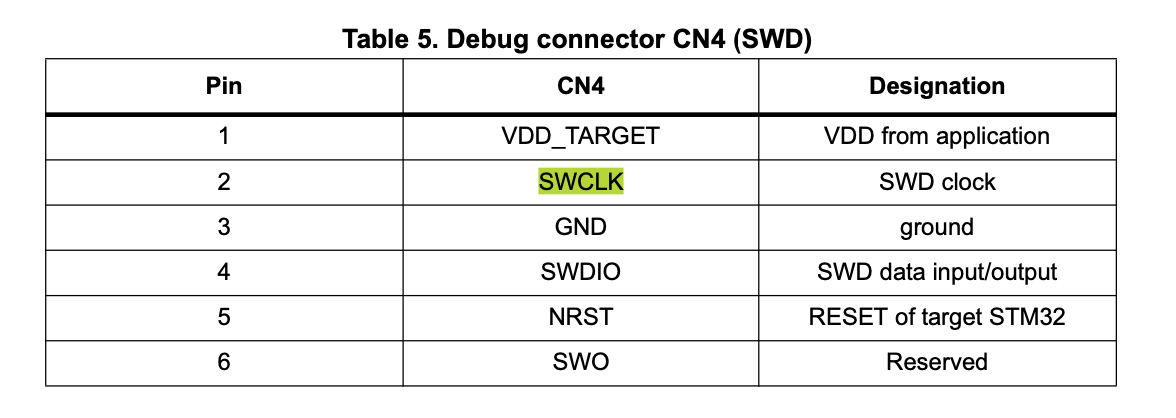 Table 5. Debug connector CN4 (SWD)
Pin CN4 Designation
1 VDD_TARGET VDD from application
2 SWCLK SWD clock
3 GND ground
4 SWDIO SWD data input/output
5 NRST RESET of target STM32
6 SWO Reserved